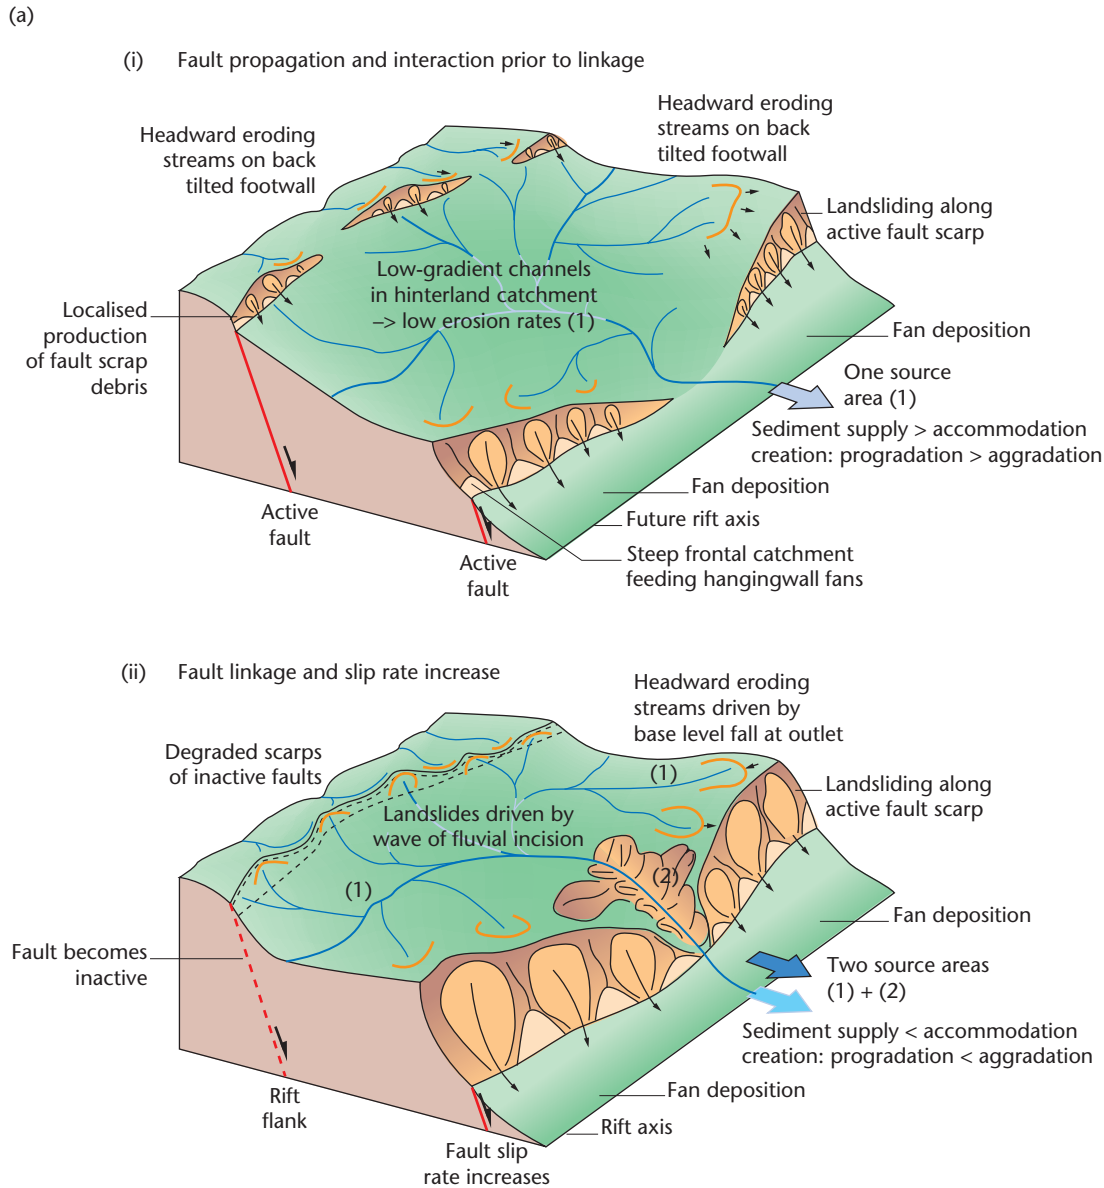 (a)
(i) Fault propagation and interaction prior to linkage
Headward eroding
streams on back
tilted footwall
Headward eroding
streams on back
tilted footwall
Landsliding along
active fault scarp
Low-gradient channels
in hinterland catchment
–> low erosion rates (1)
Localised
production
of fault scrap
debris
Fan deposition
One source
area (1)
Sediment supply > accommodation
creation: progradation > aggradation
Fan deposition
Future rift axis
Active
fault
Steep frontal catchment
feeding hangingwall fans
Active
fault
(ii) Fault linkage and slip rate increase
Headward eroding
streams driven by
base level fall at outlet
Degraded scarps
of inactive faults
(1)
Landsliding along
active fault scarp
Landslides driven by
wave of fluvial incision
(1)
(2)
Fan deposition
Fault becomes
inactive
Two source areas
(1) + (2)
Sediment supply < accommodation
creation: progradation < aggradation
Rift
flank
Fan deposition
Rift axis
Fault slip
rate increases